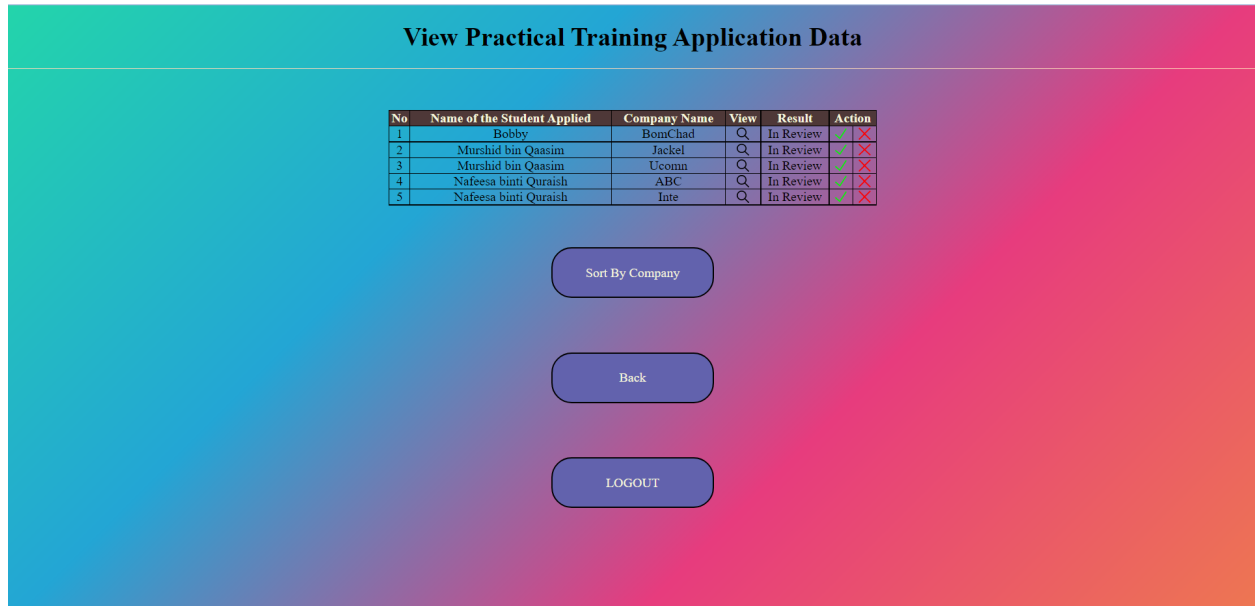 View Practical Training Application Data
No Name of the Student Applied Company Name View Result Action
1 Bobby BomChad In Review
2 Murshid bin Qaasim Jackel In Review
3 Murshid bin Qaasim Ucomn In Review
4 Nafeesa binti Quraish ABC In Review
5 Nafeesa binti Quraish Inte In Review
Sort By Company
Back
LOGOUT